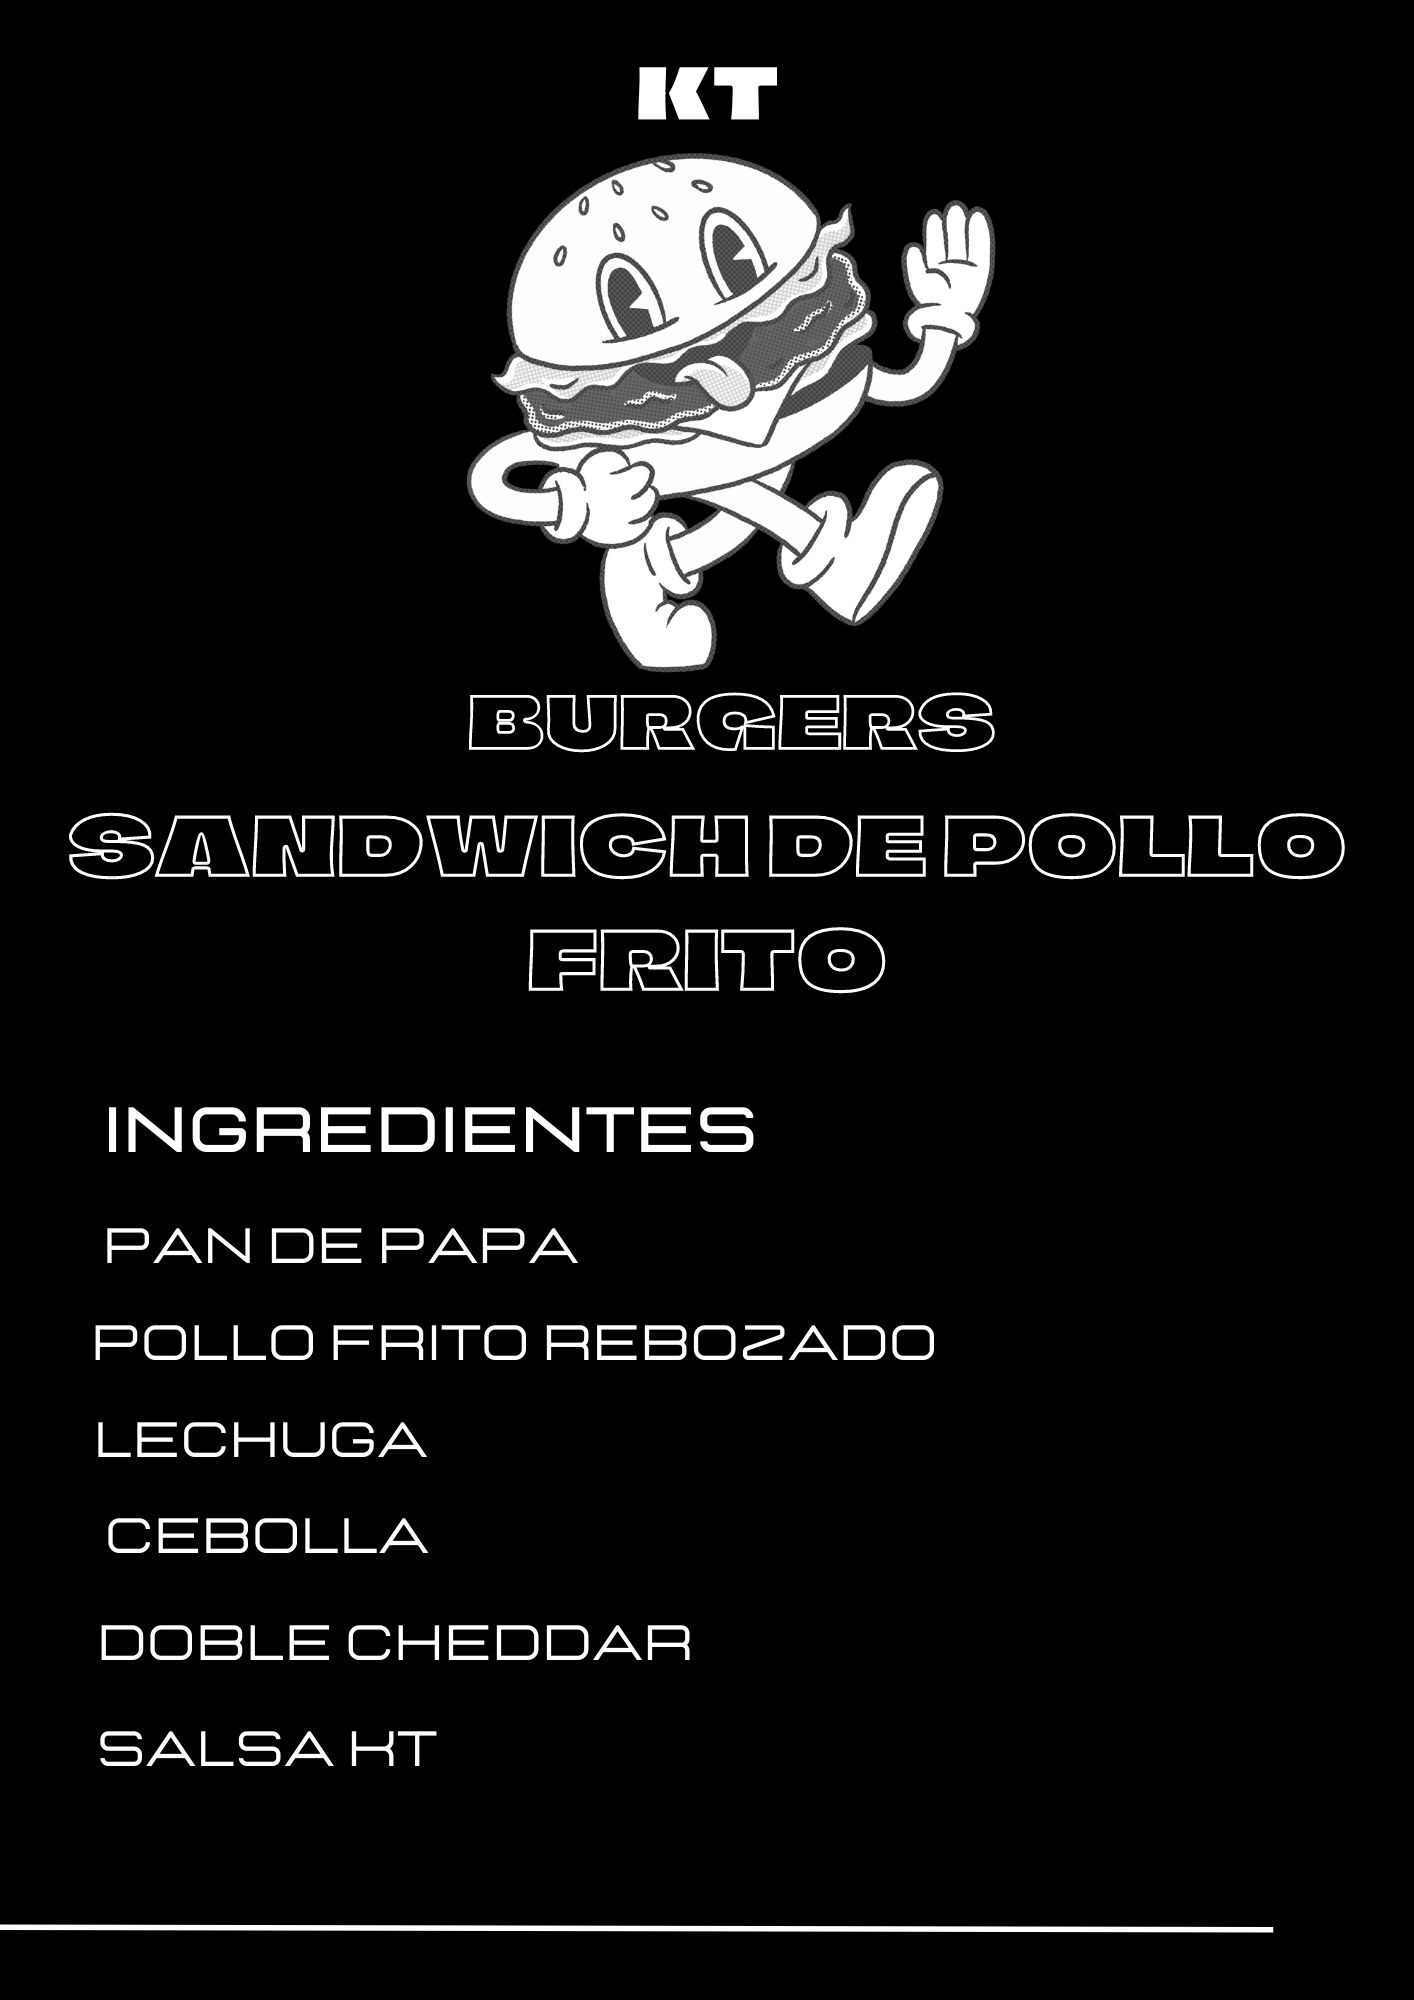 KT
BURGERS
SANDWICH DE POLLO
FRITO
INGREDIENTES
PAN DE PAPA
POLLO FRITO REBOZADO
LECHUGA
CEBOLLA
DOBLE CHEDDAR
SALSA KT